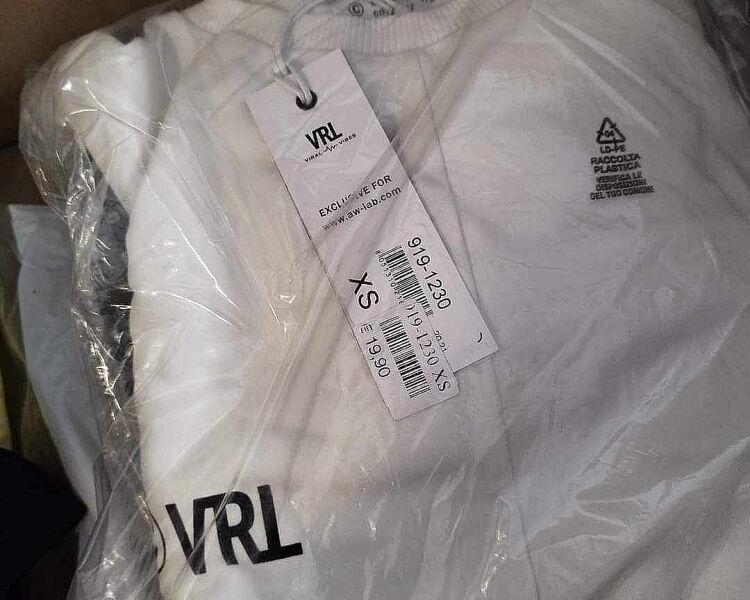 VRL
VIRAL VIBES
EXCLUSIVE FOR
www.aw-lab.com
919-1230
XS
919-1230 XS
(€) 19,90
04
LD-PE
RACCOLTA
PLASTICA
VERIFICA LE
DISPOSIZIONI
DEL TUO COMUNE
VRL